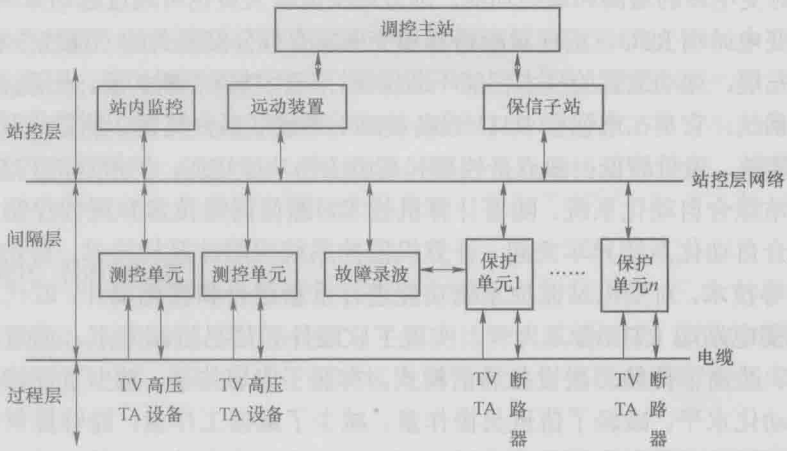 调控主站
站控层
站内监控
远动装置
保信子站
站控层网络
间隔层
测控单元
测控单元
故障录波
保护
单元1
……
保护
单元n
电缆
过程层
TV 高压
TA 设备
TV 高压
TA 设备
TV 断
TA 路
器
TV 断
TA 路
器